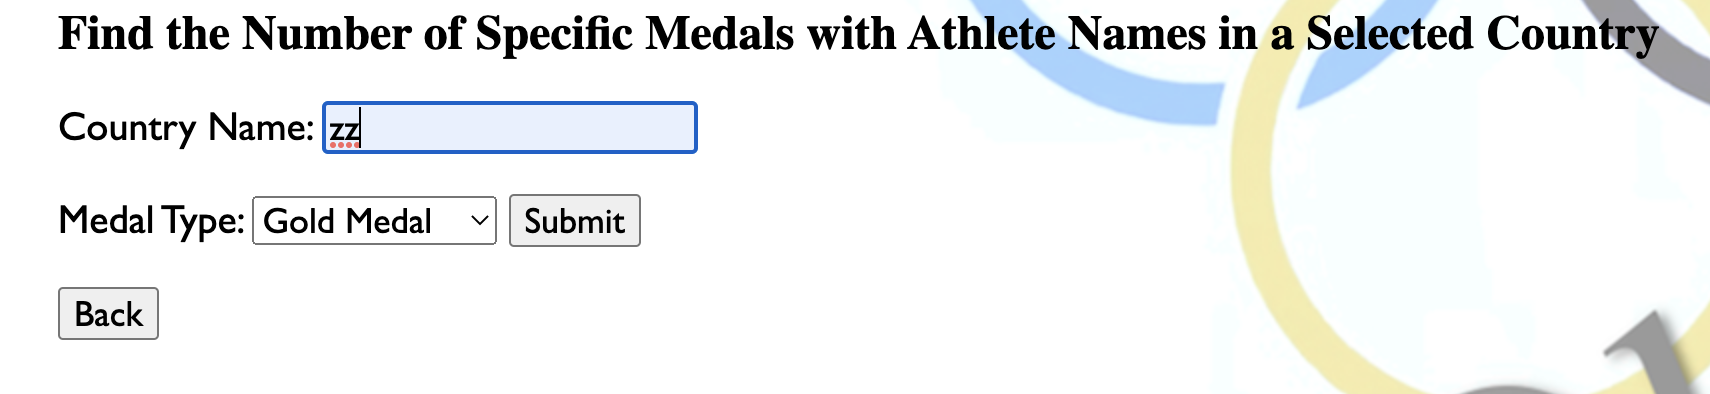 Find the Number of Specific Medals with Athlete Names in a Selected Country
Country Name: zz
Medal Type: Gold Medal Submit
Back